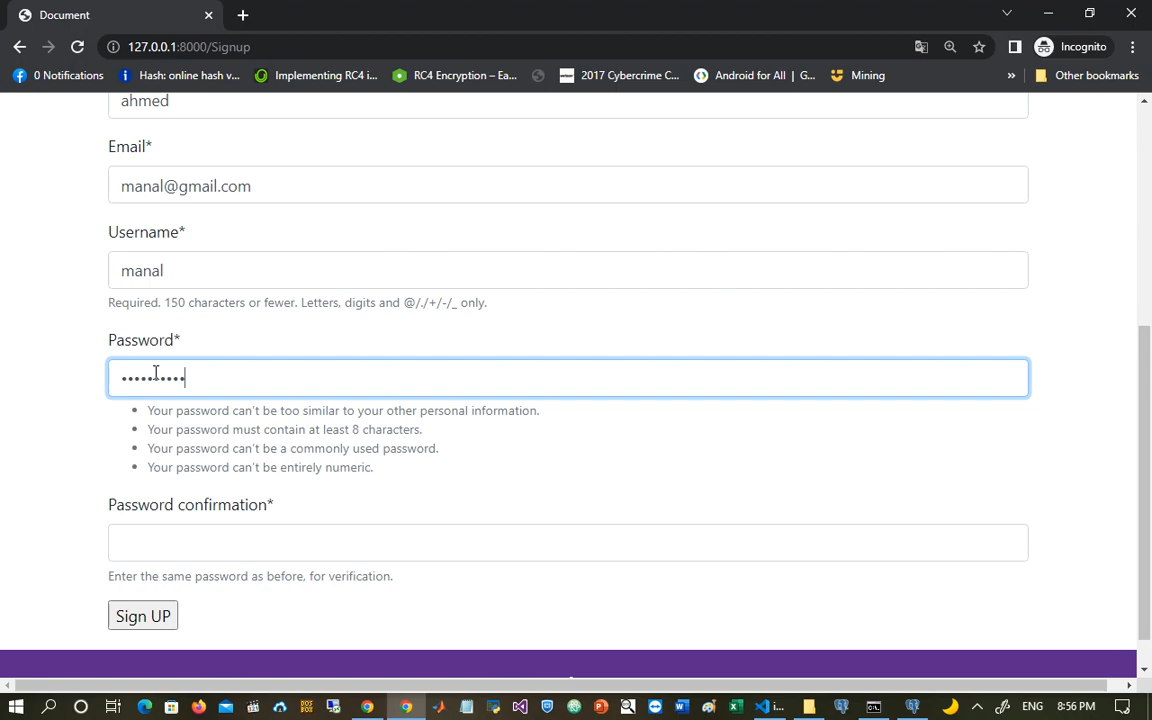 Document
127.0.0.1:8000/Signup
Incognito
0 Notifications
Hash: online hash v...
Implementing RC4 i...
RC4 Encryption – Ea...
2017 Cybercrime C...
Android for All | G...
Mining
»
Other bookmarks
ahmed
Email*
manal@gmail.com
Username*
manal
Required. 150 characters or fewer. Letters, digits and @/./+/-/_ only.
Password*
••••••••••
• Your password can't be too similar to your other personal information.
• Your password must contain at least 8 characters.
• Your password can't be a commonly used password.
• Your password can't be entirely numeric.
Password confirmation*
Enter the same password as before, for verification.
Sign UP
i...
ENG
8:56 PM